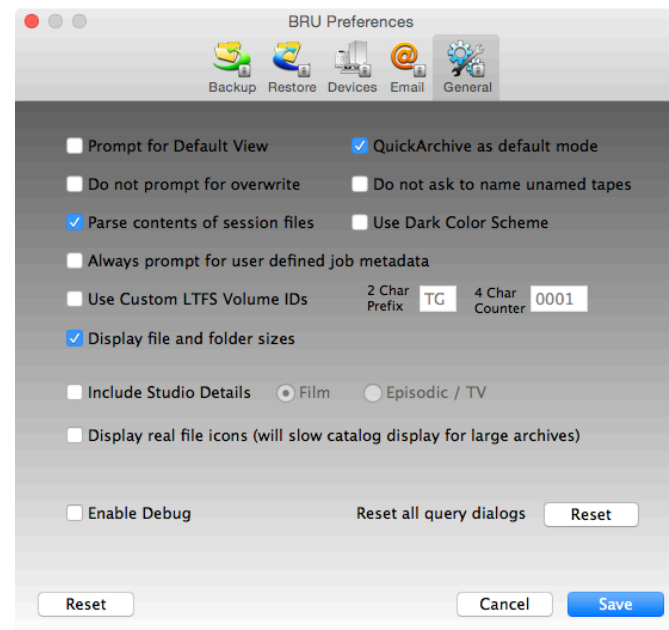 BRU Preferences
Backup Restore Devices Email General
Prompt for Default View QuickArchive as default mode
Do not prompt for overwrite Do not ask to name unamed tapes
Parse contents of session files Use Dark Color Scheme
Always prompt for user defined job metadata
Use Custom LTFS Volume IDs 2 Char Prefix TG 4 Char Counter 0001
Display file and folder sizes
Include Studio Details Film Episodic / TV
Display real file icons (will slow catalog display for large archives)
Enable Debug Reset all query dialogs Reset
Reset Cancel Save